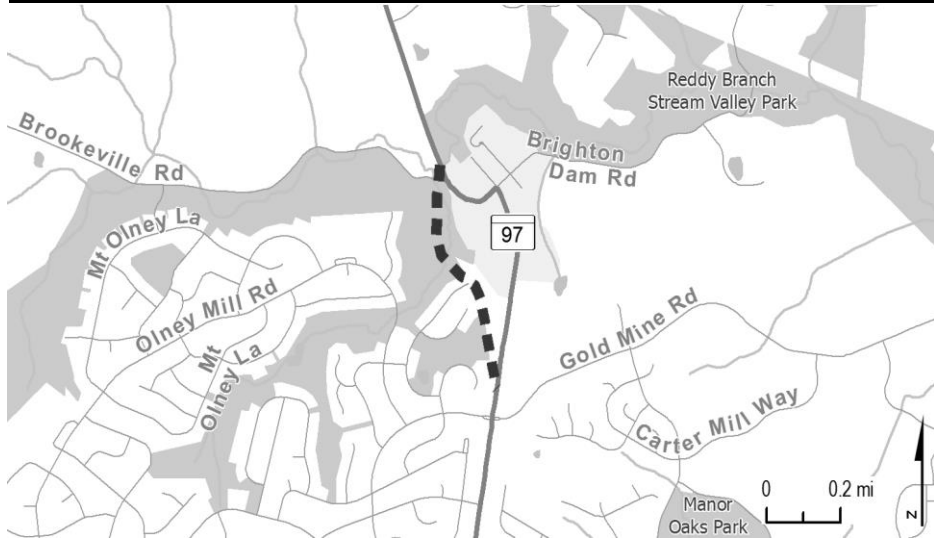 Reddy Branch
Stream Valley Park
Brookeville Rd
Brighton
Dam Rd
Mt Olney La
97
Olney Mill Rd
Mt
Olney La
Gold Mine Rd
Carter Mill Way
0 0.2 mi
Manor
Oaks Park
N